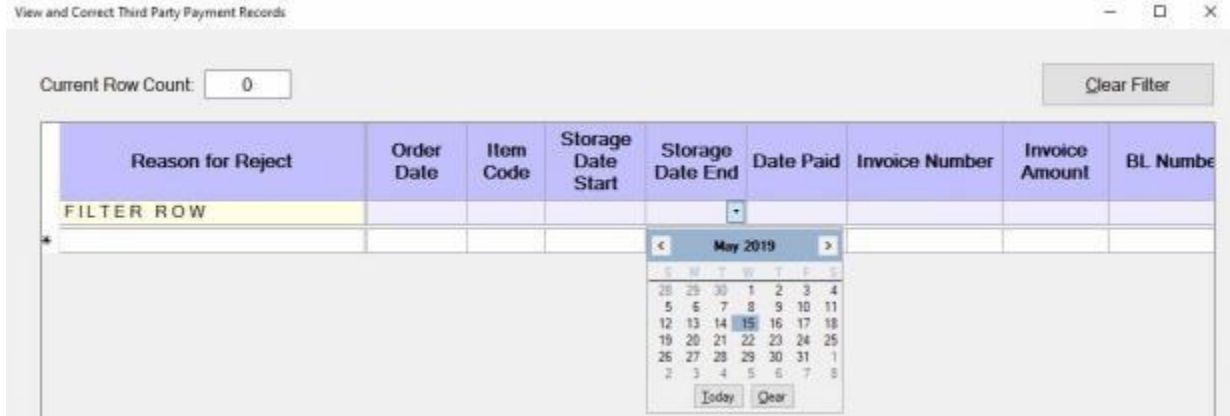 View and Correct Third Party Payment Records
Current Row Count: 0
Clear Filter
Reason for Reject Order Date Item Code Storage Date Start Storage Date End Date Paid Invoice Number Invoice Amount BL Numbe
FILTER ROW
*
< May 2019 >
S M T W T F S
28 29 30 1 2 3 4
5 6 7 8 9 10 11
12 13 14 15 16 17 18
19 20 21 22 23 24 25
26 27 28 29 30 31 1
2 3 4 5 6 7 8
Today Clear